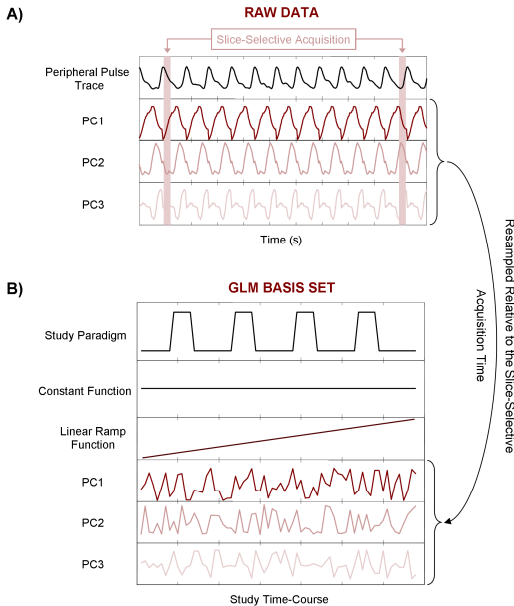 A)
RAW DATA
Slice-Selective Acquisition
Peripheral Pulse
Trace
PC1
PC2
PC3
Time (s)
Resampled Relative to the Slice-Selective
Acquisition Time
B)
GLM BASIS SET
Study Paradigm
Constant Function
Linear Ramp
Function
PC1
PC2
PC3
Study Time-Course